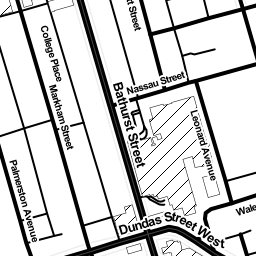 t Street
College Place
Nassau Street
Bathurst Street
Markham Street
Leonard Avenue
Palmerston Avenue
Wale
Dundas Street West